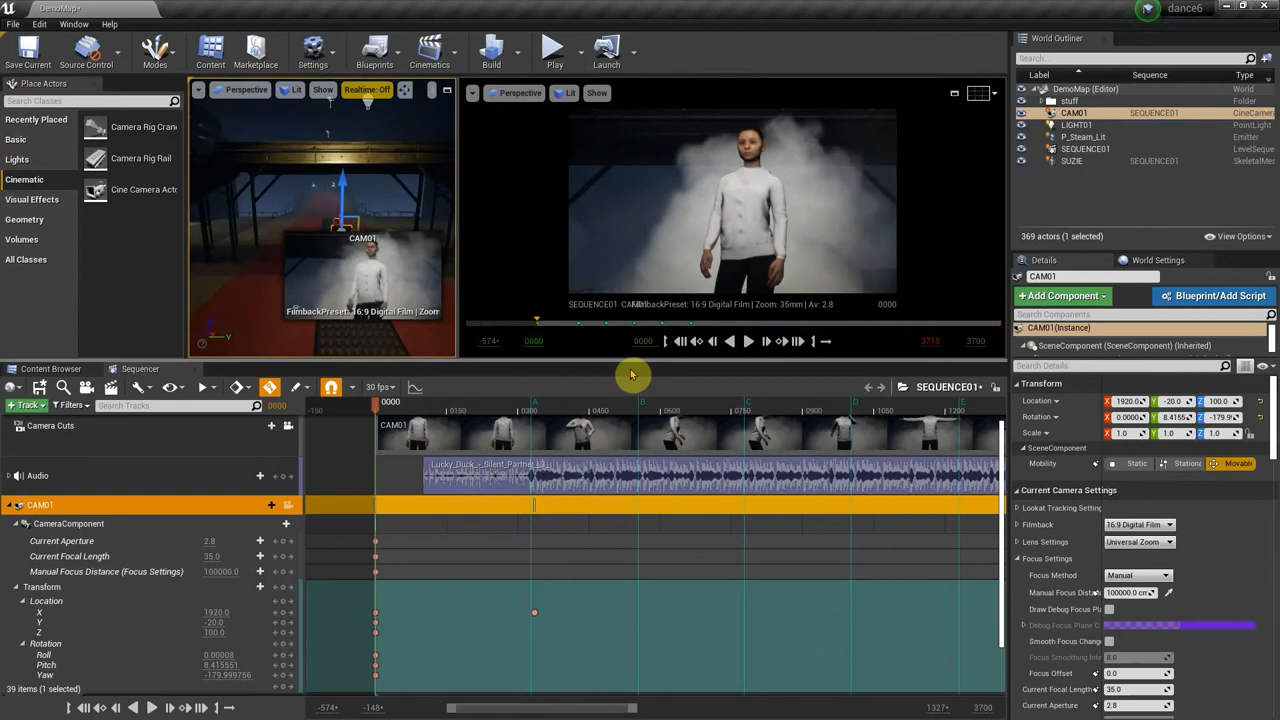 DemoMap*
dance6
File Edit Window Help
Save Current Source Control Modes Content Marketplace Settings Blueprints Cinematics Build Play Launch
Place Actors
Search Classes
Recently Placed
Basic
Lights
Cinematic
Visual Effects
Geometry
Volumes
All Classes
Camera Rig Crane
Camera Rig Rail
Cine Camera Acto
Perspective Lit Show Realtime: Off
CAM01
FilmbackPreset: 16:9 Digital Film | Zoom
Perspective Lit Show
SEQUENCE01
FilmbackPreset: 16:9 Digital Film | Zoom: 35mm | Av: 2.8 0000
-574+ 0000 0000 3719 3700
World Outliner
Search...
Label Sequence Type
DemoMap (Editor) World
stuff Folder
CAM01 SEQUENCE01 CineCamera
LIGHT01 PointLight
P_Steam_Lit Emitter
SEQUENCE01 LevelSeque
SUZIE SEQUENCE01 SkeletalMes
369 actors (1 selected) View Options
Details World Settings
CAM01
+Add Component Blueprint/Add Script
Search Components
CAM01(Instance)
SceneComponent (SceneComponent) (Inherited)
Search Details
Transform
Location X 1920.0 Y -20.0 Z 100.0
Rotation X 0.0000 Y 8.4155 Z -179.9
Scale X 1.0 Y 1.0 Z 1.0
SceneComponent
Mobility Static Stationa Movable
Current Camera Settings
Lookat Tracking Setting
Filmback 16:9 Digital Film
Lens Settings Universal Zoom
Focus Settings
Focus Method Manual
Manual Focus Distan 100000.0 cm
Draw Debug Focus Pla
Debug Focus Plane C
Smooth Focus Change
Focus Smoothing Inte 8.0
Focus Offset 0.0
Current Focal Length 35.0
Current Aperture 2.8
Content Browser Sequencer
30 fps SEQUENCE01*
+ Track Filters Search Tracks 0000
-150 0000 0150 0300 0450 0600 0750 0900 1050 1200
A B C D E
Camera Cuts
CAM01
Audio
Lucky_Duck_-_Silent_Partner
CAM01
CameraComponent
Current Aperture 2.8
Current Focal Length 35.0
Manual Focus Distance (Focus Settings) 100000.0
Transform
Location
X 1920.0
Y -20.0
Z 100.0
Rotation
Roll 0.00008
Pitch 8.415551
Yaw -179.999756
39 items (1 selected)
-574+ -148+ 1327+ 3700